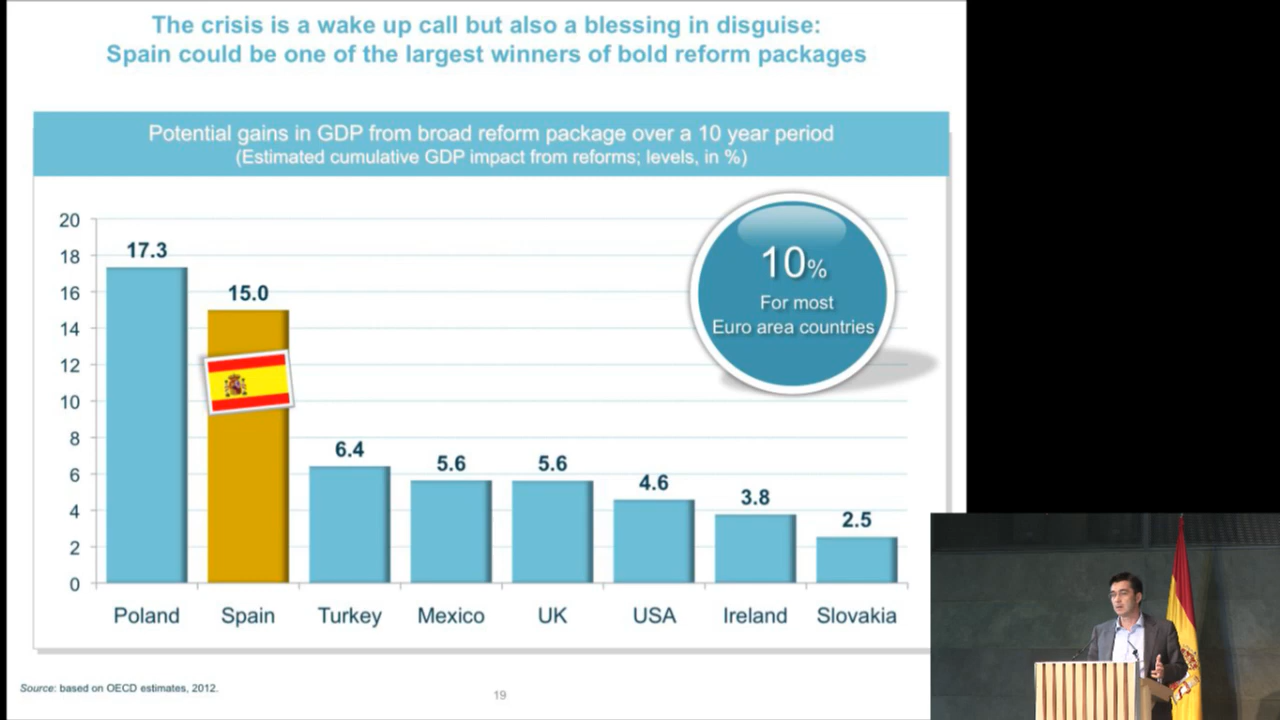 The crisis is a wake up call but also a blessing in disguise:
Spain could be one of the largest winners of bold reform packages
Potential gains in GDP from broad reform package over a 10 year period
(Estimated cumulative GDP impact from reforms; levels, in %)
20
18
16
14
12
10
8
6
4
2
0
17.3
15.0
6.4
5.6
5.6
4.6
3.8
2.5
10%
For most
Euro area countries
Poland Spain Turkey Mexico UK USA Ireland Slovakia
Source: based on OECD estimates, 2012.
19